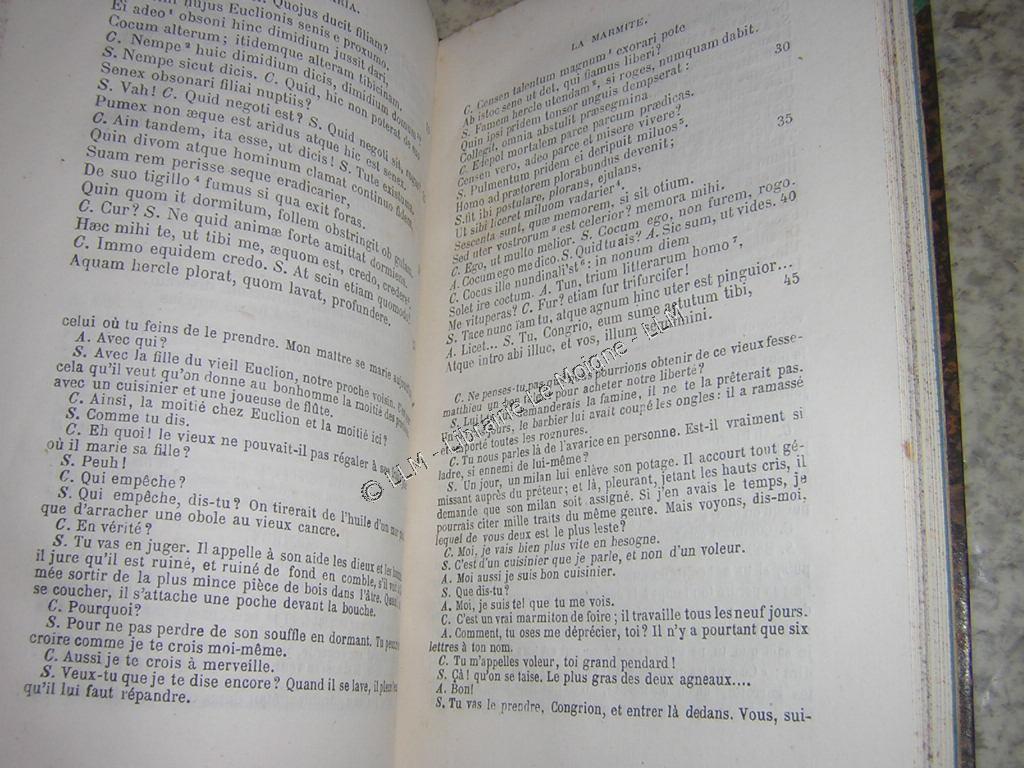 ARIA.
hujus Euclionis senis e proxumo. Quojus ducit filiam?
Ei adeo obsoni hinc dimidium jussit dari,
Cocum alterum; itidemque alteram tibicinam.
C. Nempe huic dimidium dicis, dimidium domum?
S. Nempe sicut dicis. C. Quid, hic non poterat de suo
Senex obsonari filiai nuptiis?
S. Vah! C. Quid negoti est? S. Quid negoti sit, rogas?
Pumex non æque est aridus atque hic est senex.
C. Ain tandem, ita esse, ut dicis! S. Tute existuma.
Quin divom atque hominum clamat continuo fidem,
Suam rem perisse seque eradicarier,
De suo tigillo⁴ fumus si qua exit foras.
Quin quom it dormitum, follem obstringit ob gulam.
C. Cur? S. Ne quid animæ forte amittat dormiens.
Hæc mihi te, ut tibi me, æquom est, credo, credere.
C. Immo equidem credo. S. At scin etiam quomodo?
Aquam hercle plorat, quom lavat, profundere.
celui où tu feins de le prendre. Mon maître se marie
A. Avec qui?
S. Avec la fille du vieil Euclion, notre proche voisin.
cela qu'il veut qu'on donne au bonhomme la moitié des
avec un cuisinier et une joueuse de flûte.
C. Ainsi, la moitié chez Euclion et la moitié ici?
S. Comme tu dis.
C. Eh quoi! le vieux ne pouvait-il pas régaler à ses
où il marie sa fille?
S. Peuh!
C. Qui empêche?
S. Qui empêche, dis-tu? On tirerait de l'huile d'un
que d'arracher une obole au vieux cancre.
C. En vérité?
S. Tu vas en juger. Il appelle à son aide les dieux et les
il jure qu'il est ruiné, et ruiné de fond en comble, s'il
mée sortir de la plus mince pièce de bois dans l'âtre.
se coucher, il s'attache une poche devant la bouche.
C. Pourquoi?
S. Pour ne pas perdre de son souffle en dormant. Tu
croire comme je te crois moi-même.
C. Aussi je te crois à merveille.
S. Veux-tu que je te dise encore? Quand il se lave, il pleure
qu'il lui faut répandre.
LA MARMITE.
C. Censen talentum magnum¹ exorari pote
Ab istoc sene ut det, qui fiamus liberi? 30
S. Famem hercle utendam², si roges, numquam dabit.
Quin ipsi pridem tonsor unguis dempserat:
Collegit, omnia abstulit præsegmina.
C. Edepol mortalem parce parcum prædicas.
Censen vero, adeo parce et misere vivere? 35
S. Pulmentum pridem ei deripuit miluos³.
Homo ad prætorem plorabundus devenit;
Infit ibi postulare, plorans, ejulans,
Ut sibi liceret miluom vadarier⁴.
Sescenta sunt, quæ memorem, si sit otium.
Sed uter vostrorum⁵ est celerior? memora mihi.
C. Ego, ut multo melior. S. Cocum ego, non furem, rogo. 40
A. Cocum ego me dico. S. Quid tu ais? A. Sic sum, ut vides.
C. Cocus ille nundinali'st⁶: in nonum diem
Solet ire coctum. A. Tun, trium litterarum homo⁷,
Me vituperas? C. Fur? etiam fur trifurcifer!
S. Tace nunc jam tu, atque agnum hinc uter est pinguior... 45
A. Licet... S. Tu, Congrio, eum sume actutum tibi,
Atque intro abi illuc, et vos, illum sequimini.
C. Ne penses-tu pas que nous pourrions obtenir de ce vieux fesse-
matthieu un talent pour acheter notre liberté?
S. Lui demanderais la famine, il ne te la prêterait pas.
le barbier lui avait coupé les ongles: il a ramassé
et emporté toutes les rognures.
C. Tu nous parles là de l'avarice en personne. Est-il vraiment si
ladre, si ennemi de lui-même?
S. Un jour, un milan lui enlève son potage. Il accourt tout gé-
missant auprès du préteur; et là, pleurant, jetant les hauts cris, il
demande que son milan soit assigné. Si j'en avais le temps, je
pourrais citer mille traits du même genre. Mais voyons, dis-moi,
lequel de vous deux est le plus leste?
C. Moi, je vais bien plus vite en besogne.
S. C'est d'un cuisinier que je parle, et non d'un voleur.
A. Moi aussi je suis bon cuisinier.
S. Que dis-tu?
A. Moi, je suis tel que tu me vois.
C. C'est un vrai marmiton de foire; il travaille tous les neuf jours.
A. Comment, tu oses me déprécier, toi? Il n'y a pourtant que six
lettres à ton nom.
C. Tu m'appelles voleur, toi grand pendard!
S. Çà! qu'on se taise. Le plus gras des deux agneaux....
A. Bon!
S. Tu vas le prendre, Congrion, et entrer là dedans. Vous, sui-
© LLM - Librairie Le Moigne - LLM